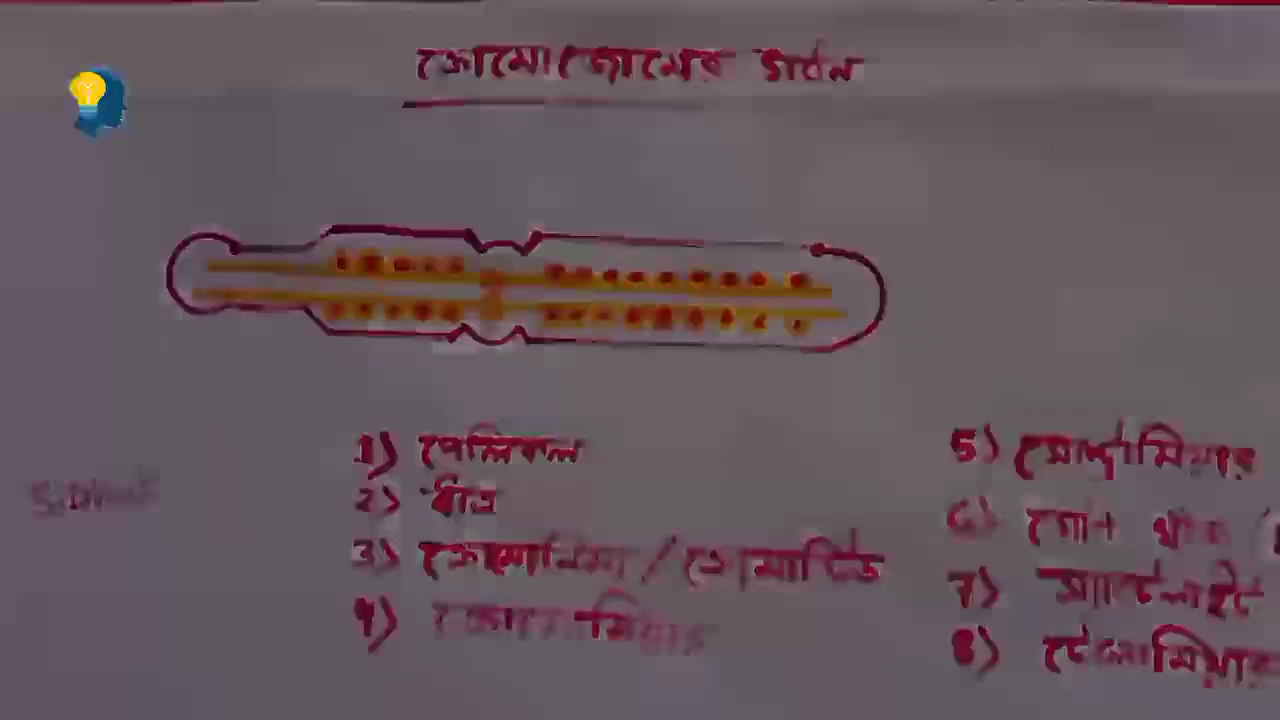 ক্রোমোজোমের গঠন
1) পেলিকল
2) ধাত্র
3) ক্রোমোনিমা / ক্রোমাটিড
4) ক্রোমোমিয়ার
5) সেন্ট্রোমিয়ার
6) গৌণ
7) স্যাটেলাইট
8) টেলোমিয়ার